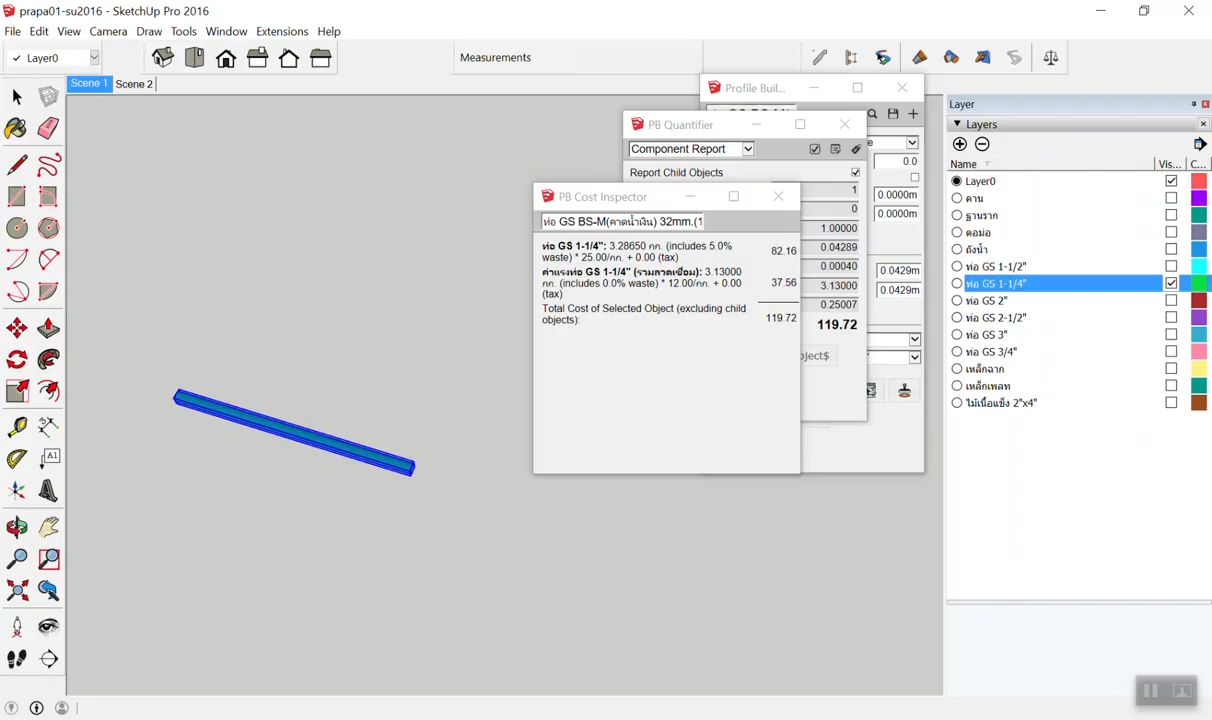 prapa01-su2016 - SketchUp Pro 2016
File Edit View Camera Draw Tools Window Extensions Help
Layer0
Measurements
Scene 1 Scene 2
Profile Buil...
0.0
0.0000m
0.0000m
0.0429m
0.0429m
PB Quantifier
Component Report
Report Child Objects
1
0
1.00000
0.04289
0.00040
3.13000
0.25007
119.72
PB Cost Inspector
ท่อ GS BS-M(คาดน้ำเงิน) 32mm.(1
ท่อ GS 1-1/4": 3.28650 กก. (includes 5.0%
waste) * 25.00/กก. + 0.00 (tax)
82.16
ค่าแรงท่อ GS 1-1/4" (รวมลวดเชื่อม): 3.13000
กก. (includes 0.0% waste) * 12.00/กก. + 0.00
(tax)
37.56
Total Cost of Selected Object (excluding child
objects):
119.72
Layer
Layers
Name Vis... C...
Layer0
คาน
ฐานราก
ตอม่อ
ถังน้ำ
ท่อ GS 1-1/2"
ท่อ GS 1-1/4"
ท่อ GS 2"
ท่อ GS 2-1/2"
ท่อ GS 3"
ท่อ GS 3/4"
เหล็กฉาก
เหล็กเพลท
ไม้เนื้อแข็ง 2"x4"